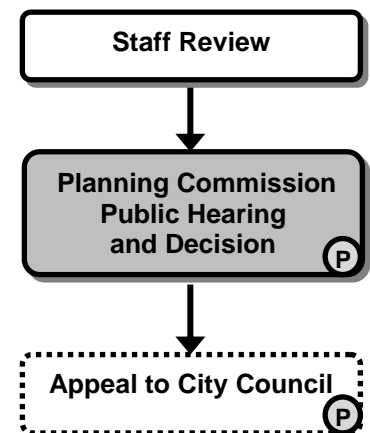 Staff Review
Planning Commission
Public Hearing
and Decision
P
Appeal to City Council
P